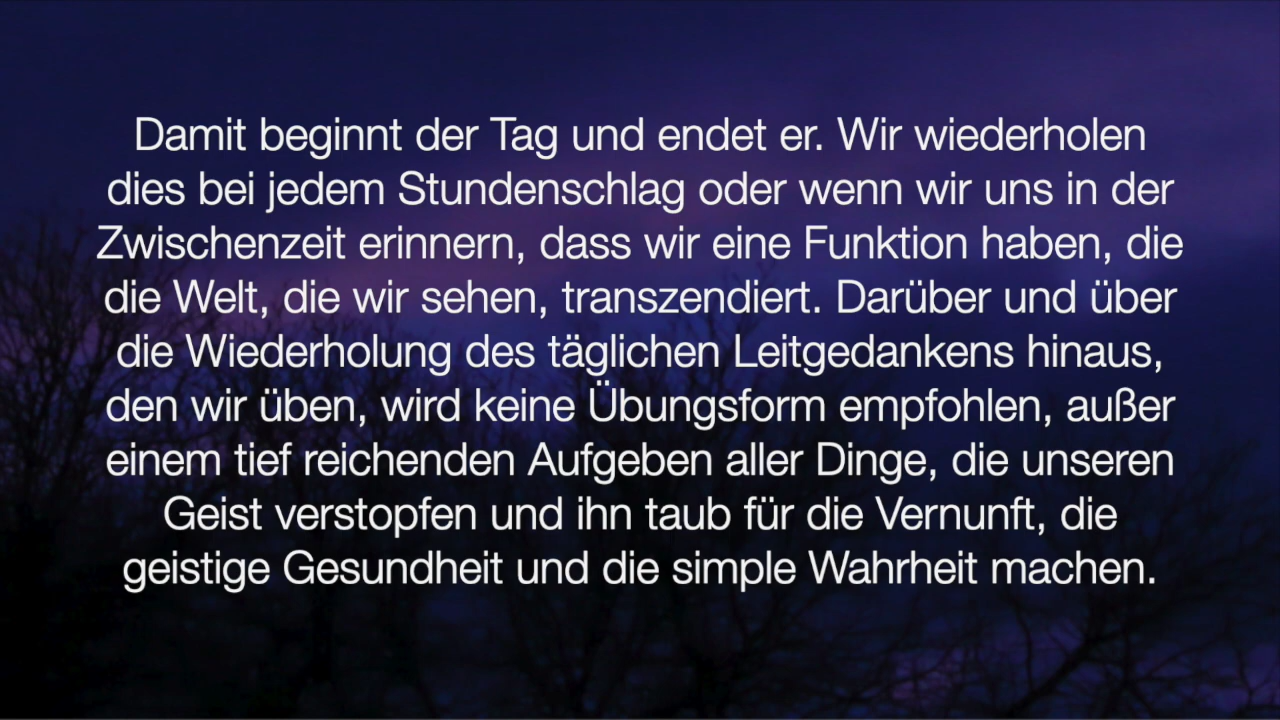 Damit beginnt der Tag und endet er. Wir wiederholen
dies bei jedem Stundenschlag oder wenn wir uns in der
Zwischenzeit erinnern, dass wir eine Funktion haben, die
die Welt, die wir sehen, transzendiert. Darüber und über
die Wiederholung des täglichen Leitgedankens hinaus,
den wir üben, wird keine Übungsform empfohlen, außer
einem tief reichenden Aufgeben aller Dinge, die unseren
Geist verstopfen und ihn taub für die Vernunft, die
geistige Gesundheit und die simple Wahrheit machen.